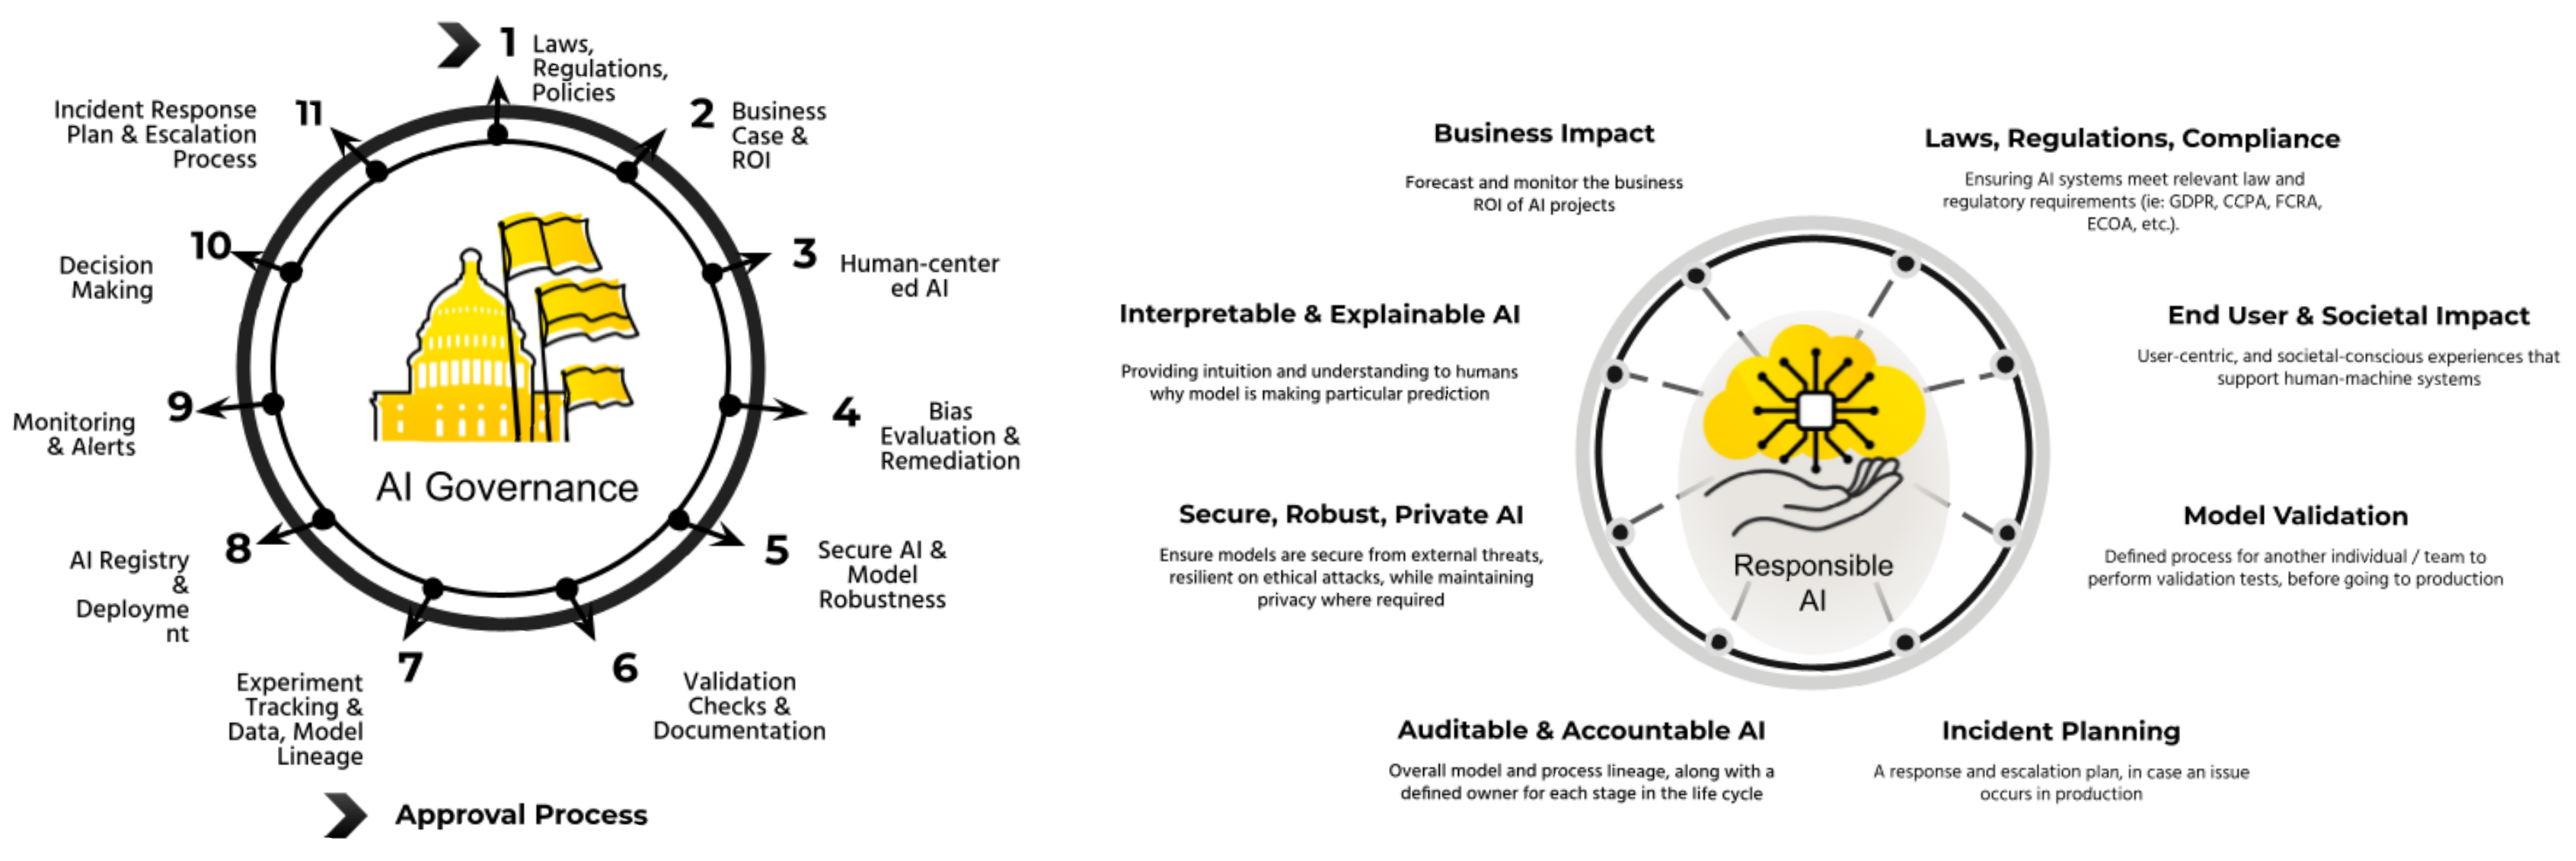 1
Laws,
Regulations,
Policies
2
Business
Case &
ROI
3
Human-center
ed AI
4
Bias
Evaluation &
Remediation
5
Secure AI &
Model
Robustness
6
Validation
Checks &
Documentation
7
Experiment
Tracking &
Data, Model
Lineage
8
AI Registry
&
Deployme
nt
9
Monitoring
& Alerts
10
Decision
Making
11
Incident Response
Plan & Escalation
Process
AI Governance
Approval Process
Business Impact
Forecast and monitor the business
ROI of AI projects
Laws, Regulations, Compliance
Ensuring AI systems meet relevant law and
regulatory requirements (ie: GDPR, CCPA, FCRA,
ECOA, etc.).
Interpretable & Explainable AI
Providing intuition and understanding to humans
why model is making particular prediction
End User & Societal Impact
User-centric, and societal-conscious experiences that
support human-machine systems
Secure, Robust, Private AI
Ensure models are secure from external threats,
resilient on ethical attacks, while maintaining
privacy where required
Model Validation
Defined process for another individual / team to
perform validation tests, before going to production
Responsible
AI
Auditable & Accountable AI
Overall model and process lineage, along with a
defined owner for each stage in the life cycle
Incident Planning
A response and escalation plan, in case an issue
occurs in production